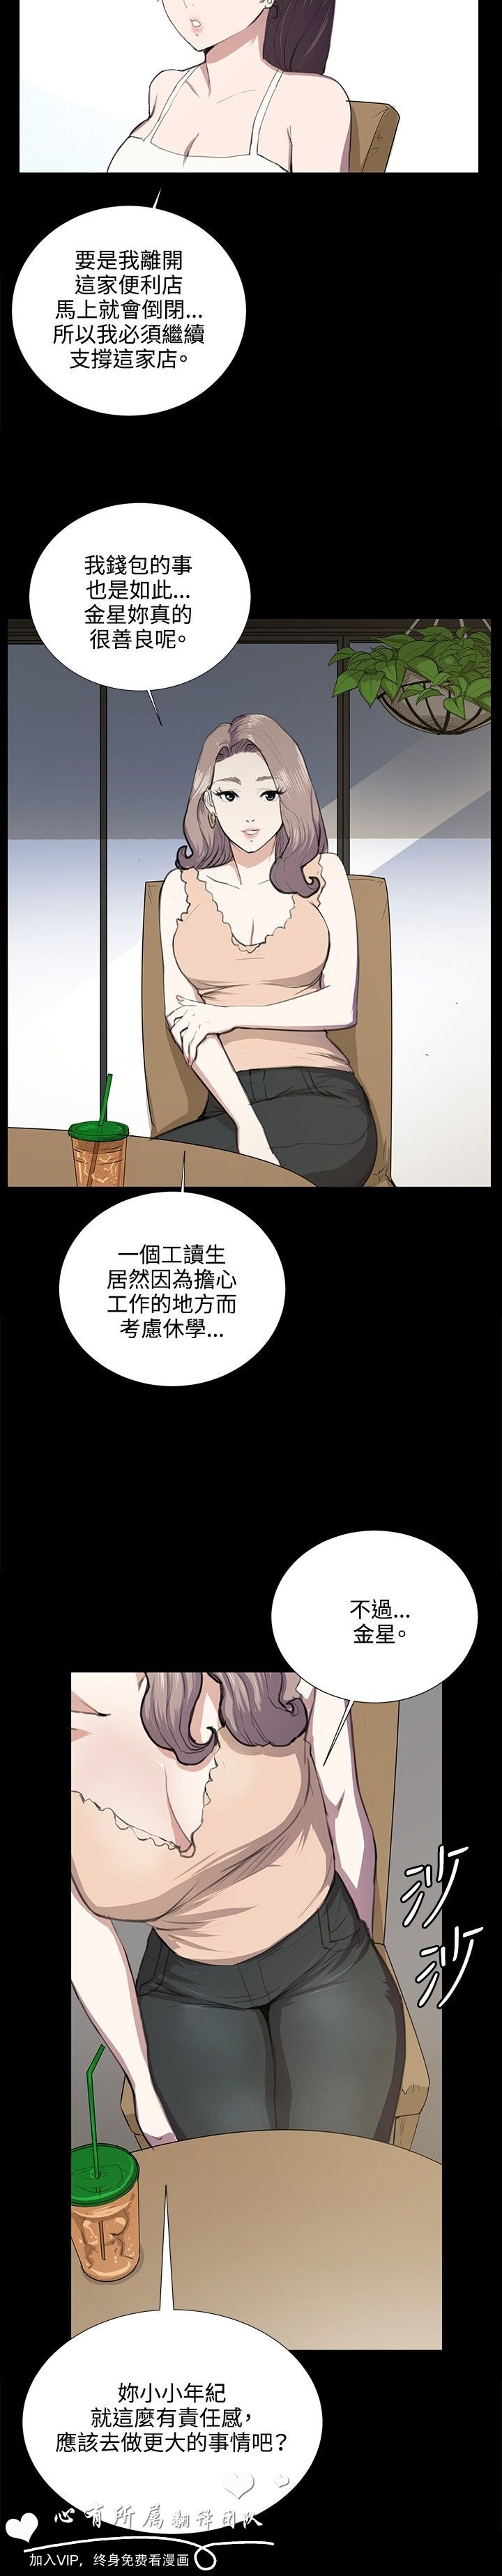 要是我離開
這家便利店
馬上就會倒閉…
所以我必須繼續
支撐這家店。
我錢包的事
也是如此…
金星妳真的
很善良呢。
一個工讀生
居然因為擔心
工作的地方而
考慮休學…
不過…
金星。
沙
沙
妳小小年紀
就這麼有責任感，
應該去做更大的事情吧？
心有所属翻译团队
加入VIP，终身免费看漫画